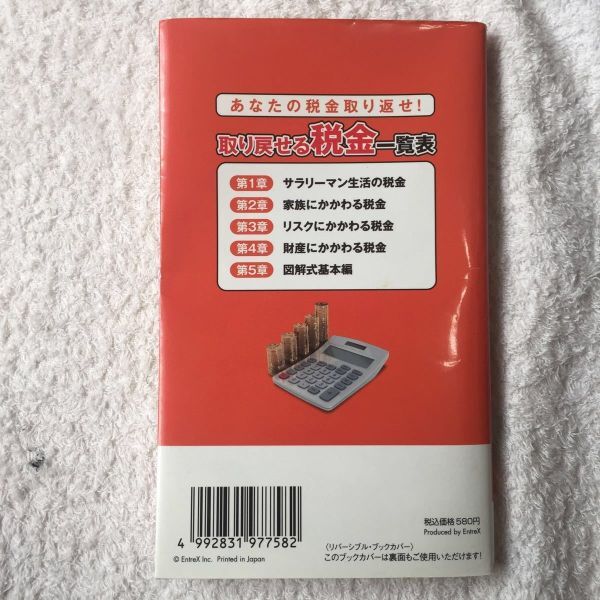 あなたの税金取り返せ!
取り戻せる税金一覧表
第1章 サラリーマン生活の税金
第2章 家族にかかわる税金
第3章 リスクにかかわる税金
第4章 財産にかかわる税金
第5章 図解式基本編
税込価格580円
Produced by EntreX
4 992831 977582
© EntreX Inc. Printed in Japan
〈リバーシブル・ブックカバー〉
このブックカバーは裏面もご使用いただけます!